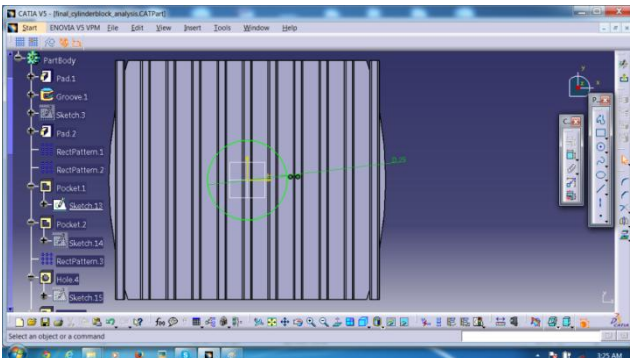 CATIA V5 - [final_cylinderblock_analysis.CATPart]
Start ENOVIA V5 VPM File Edit View Insert Tools Window Help
PartBody
Pad.1
Groove.1
Sketch.3
Pad.2
RectPattern.1
RectPattern.2
Pocket.1
Sketch.13
Pocket.2
Sketch.14
RectPattern.3
Hole.4
Sketch.15
y
x
Select an object or a command
3:25 AM